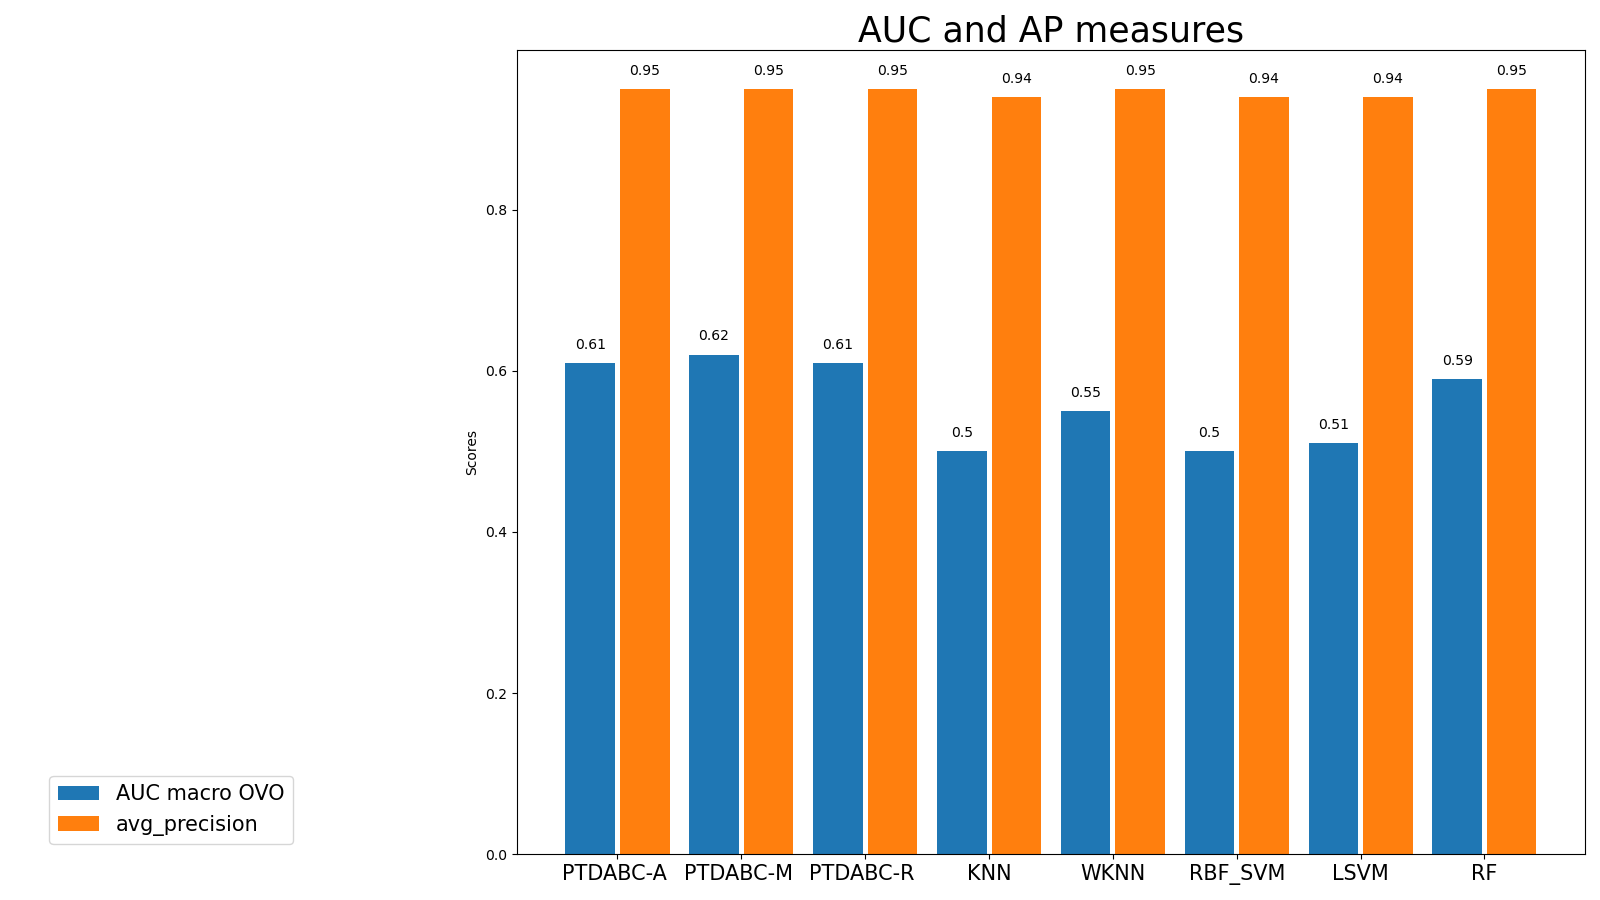 AUC and AP measures
0.95
0.95
0.95
0.94
0.95
0.94
0.94
0.95
0.61
0.62
0.61
0.5
0.55
0.5
0.51
0.59
0.8
0.6
0.4
0.2
0.0
Scores
PTDABC-A
PTDABC-M
PTDABC-R
KNN
WKNN
RBF_SVM
LSVM
RF
AUC macro OVO
avg_precision